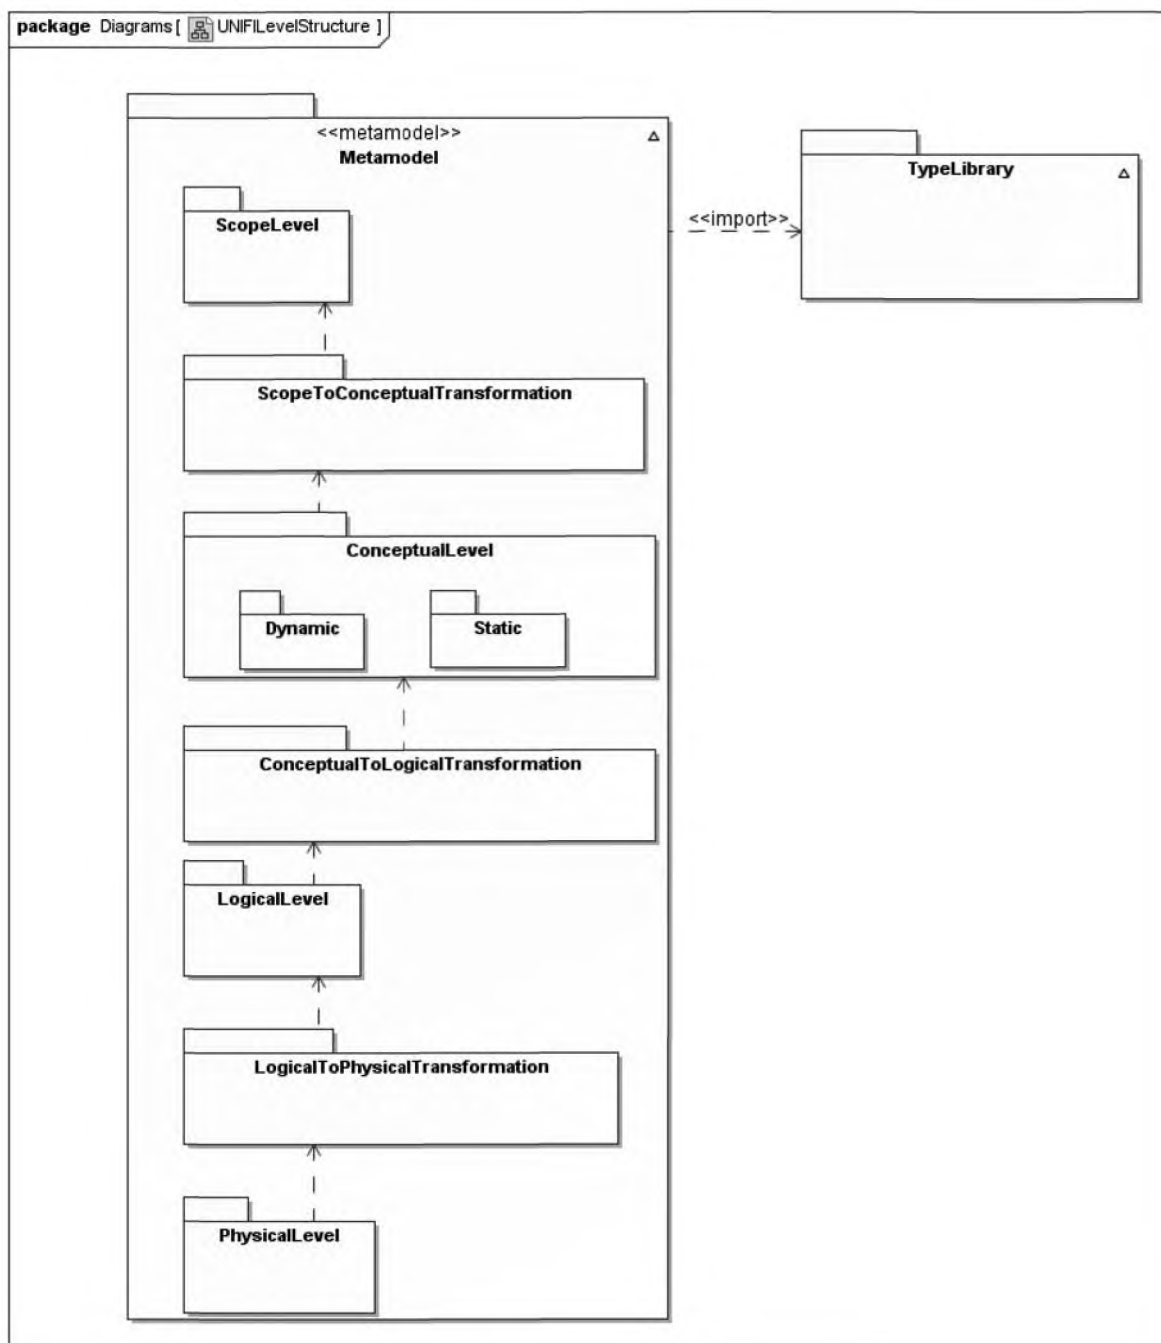 package Diagrams [ UNIFILevelStructure ]
<<metamodel>>
Metamodel
TypeLibrary
ScopeLevel
<<import>>
ScopeToConceptualTransformation
ConceptualLevel
Dynamic
Static
ConceptualToLogicalTransformation
LogicalLevel
LogicalToPhysicalTransformation
PhysicalLevel